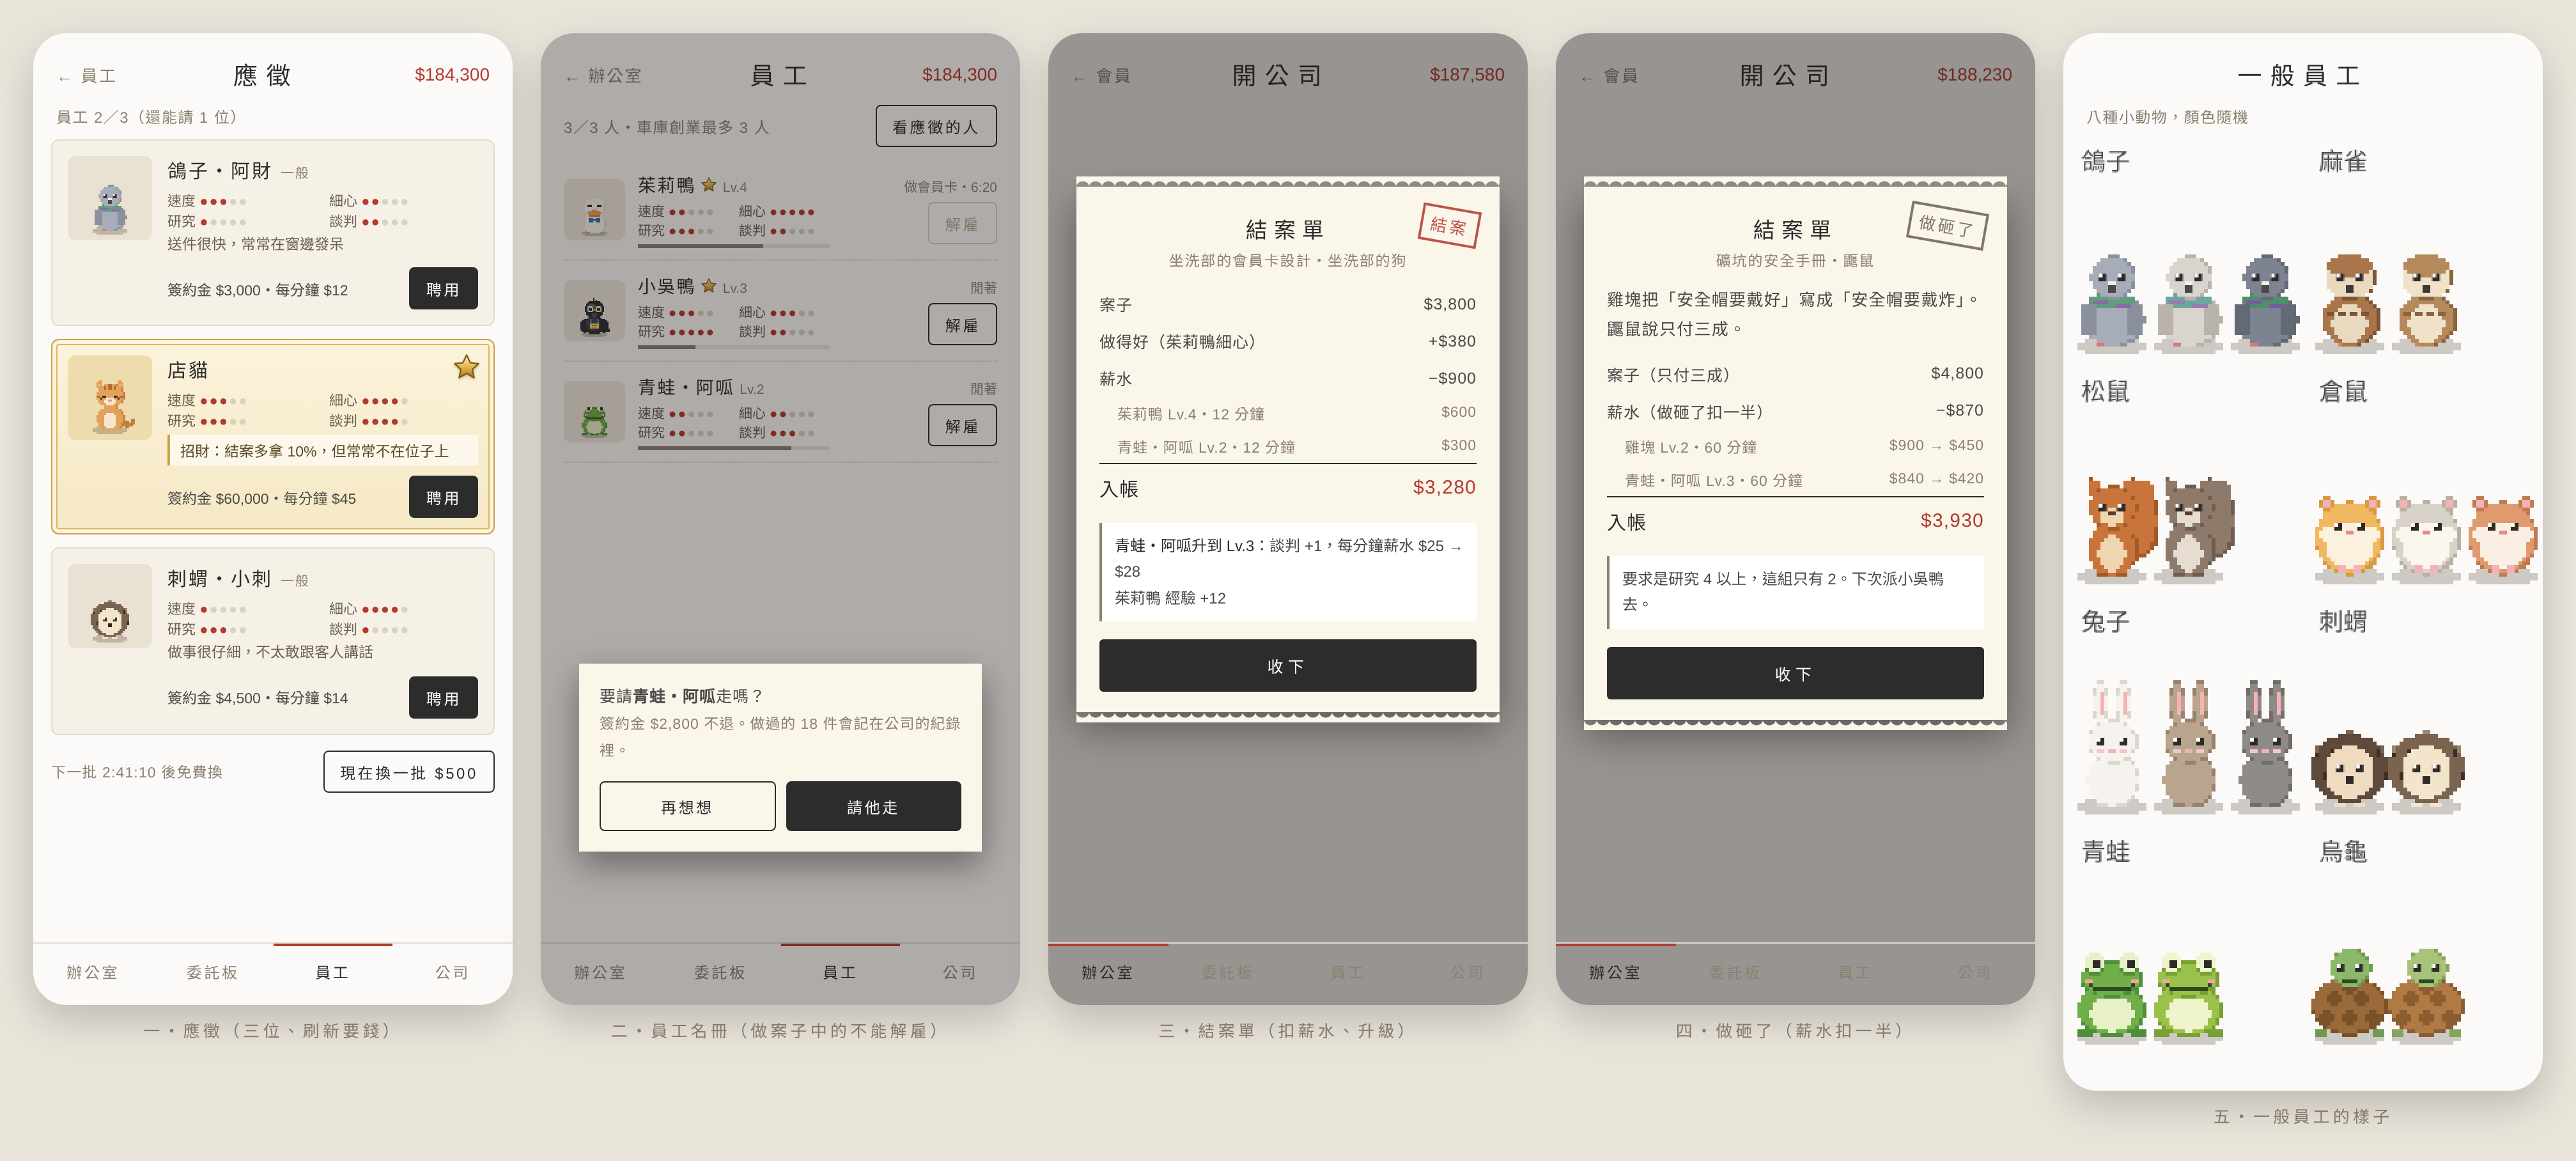 ← 員工
應徵
$184,300
員工 2／3（還能請 1 位）
鴿子・阿財 一般
速度 細心
研究 談判
送件很快，常常在窗邊發呆
簽約金 $3,000・每分鐘 $12
聘用
店貓
速度 細心
研究 談判
招財：結案多拿 10%，但常常不在位子上
簽約金 $60,000・每分鐘 $45
聘用
刺蝟・小刺 一般
速度 細心
研究 談判
做事很仔細，不太敢跟客人講話
簽約金 $4,500・每分鐘 $14
聘用
下一批 2:41:10 後免費換
現在換一批 $500
辦公室 委託板 員工 公司
一・應徵（三位、刷新要錢）
← 辦公室
員工
$184,300
3／3 人・車庫創業最多 3 人
看應徵的人
茱莉鴨 Lv.4
做會員卡・6:20
速度 細心
研究 談判
解雇
小吳鴨 Lv.3
閒著
速度 細心
研究 談判
解雇
青蛙・阿呱 Lv.2
閒著
速度 細心
研究 談判
解雇
要請青蛙・阿呱走嗎？
簽約金 $2,800 不退。做過的 18 件會記在公司的紀錄
裡。
再想想
請他走
辦公室 委託板 員工 公司
二・員工名冊（做案子中的不能解雇）
← 會員
開公司
$187,580
結案單
結案
坐洗部的會員卡設計・坐洗部的狗
案子 $3,800
做得好（茱莉鴨細心） +$380
薪水 −$900
茱莉鴨 Lv.4・12 分鐘 $600
青蛙・阿呱 Lv.2・12 分鐘 $300
入帳 $3,280
青蛙・阿呱升到 Lv.3：談判 +1，每分鐘薪水 $25 →
$28
茱莉鴨 經驗 +12
收下
辦公室 委託板 員工 公司
三・結案單（扣薪水、升級）
← 會員
開公司
$188,230
結案單
做砸了
礦坑的安全手冊・鼴鼠
雞塊把「安全帽要戴好」寫成「安全帽要戴炸」。
鼴鼠說只付三成。
案子（只付三成） $4,800
薪水（做砸了扣一半） −$870
雞塊 Lv.2・60 分鐘 $900 → $450
青蛙・阿呱 Lv.3・60 分鐘 $840 → $420
入帳 $3,930
要求是研究 4 以上，這組只有 2。下次派小吳鴨
去。
收下
辦公室 委託板 員工 公司
四・做砸了（薪水扣一半）
一般員工
八種小動物，顏色隨機
鴿子 麻雀
松鼠 倉鼠
兔子 刺蝟
青蛙 烏龜
五・一般員工的樣子